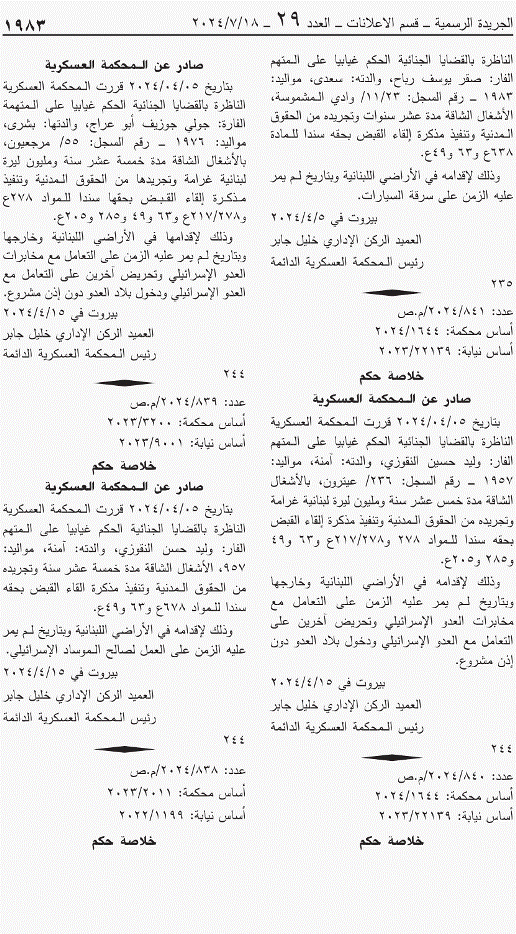 الجريدة الرسمية ــ قسم الاعلانات ــ العدد ٢٩ ــ ٢٠٢٤/٧/١٨
١٩٨٣
الناظرة بالقضايا الجنائية الحكم غيابيا على المتهم
الفار: صقر يوسف رباح، والدته: سعدى، مواليد:
١٩٨٣ ــ رقم السجل: ١١/٢٣/ وادي المشموسة،
الأشغال الشاقة مدة عشر سنوات وتجريده من الحقوق
المدنية وتنفيذ مذكرة إلقاء القبض بحقه سندا للمادة
٦٣٨ع و٦٣ و٤٩ع.
وذلك لإقدامه في الأراضي اللبنانية وبتاريخ لم يمر
عليه الزمن على سرقة السيارات.
بيروت في ٢٠٢٤/٤/٥
العميد الركن الإداري خليل جابر
رئيس المحكمة العسكرية الدائمة
٢٣٥
عدد: ٢٠٢٤/٨٤١/م.ص
أساس محكمة: ٢٠٢٤/١٦٤٤
أساس نيابة: ٢٠٢٣/٢٢١٣٩
خلاصة حكم
صادر عن المحكمة العسكرية
بتاريخ ٢٠٢٤/٠٤/٠٥ قررت المحكمة العسكرية
الناظرة بالقضايا الجنائية الحكم غيابيا على المتهم
الفار: وليد حسين النقوزي، والدته: آمنة، مواليد:
١٩٥٧ ــ رقم السجل: ٢٣٦/ عيترون، بالأشغال
الشاقة مدة خمس عشر سنة ومليون ليرة لبنانية غرامة
وتجريده من الحقوق المدنية وتنفيذ مذكرة إلقاء القبض
بحقه سندا للمواد ٢٧٨ و٢١٧/٢٧٨ع و٦٣ و٤٩
و٢٨٥ و٢٠٥ع.
وذلك لإقدامه في الأراضي اللبنانية وخارجها
وبتاريخ لم يمر عليه الزمن على التعامل مع
مخابرات العدو الإسرائيلي وتحريض آخرين على
التعامل مع العدو الإسرائيلي ودخول بلاد العدو دون
إذن مشروع.
بيروت في ٢٠٢٤/٤/١٥
العميد الركن الإداري خليل جابر
رئيس المحكمة العسكرية الدائمة
٢٤٤
عدد: ٢٠٢٤/٨٤٠/م.ص
أساس محكمة: ٢٠٢٤/١٦٤٤
أساس نيابة: ٢٠٢٣/٢٢١٣٩
خلاصة حكم
صادر عن المحكمة العسكرية
بتاريخ ٢٠٢٤/٠٤/٠٥ قررت المحكمة العسكرية
الناظرة بالقضايا الجنائية الحكم غيابيا على المتهمة
الفارة: جولي جوزيف أبو عراج، والدتها: بشرى،
مواليد: ١٩٧٦ ــ رقم السجل: ٥٥/ مرجعيون،
بالأشغال الشاقة مدة خمسة عشر سنة ومليون ليرة
لبنانية غرامة وتجريدها من الحقوق المدنية وتنفيذ
مذكرة إلقاء القبض بحقها سندا للمواد ٢٧٨ع
و٢١٧/٢٧٨ع و٦٣ و٤٩ و٢٨٥ و٢٠٥ع.
وذلك لإقدامها في الأراضي اللبنانية وخارجها
وبتاريخ لم يمر عليه الزمن على التعامل مع مخابرات
العدو الإسرائيلي وتحريض آخرين على التعامل مع
العدو الإسرائيلي ودخول بلاد العدو دون إذن مشروع.
بيروت في ٢٠٢٤/٤/١٥
العميد الركن الإداري خليل جابر
رئيس المحكمة العسكرية الدائمة
٢٤٤
عدد: ٢٠٢٤/٨٣٩/م.ص
أساس محكمة: ٢٠٢٣/٣٢٠٠
أساس نيابة: ٢٠٢٣/٩٠٠١
خلاصة حكم
صادر عن المحكمة العسكرية
بتاريخ ٢٠٢٤/٠٤/٠٥ قررت المحكمة العسكرية
الناظرة بالقضايا الجنائية الحكم غيابيا على المتهم
الفار: وليد حسن النقوزي، والدته: آمنة، مواليد:
٩٥٧، الأشغال الشاقة مدة خمسة عشر سنة وتجريده
من الحقوق المدنية وتنفيذ مذكرة إلقاء القبض بحقه
سندا للمواد ٦٧٨ع و٦٣ و٤٩ع.
وذلك لإقدامه في الأراضي اللبنانية وبتاريخ لم يمر
عليه الزمن على العمل لصالح الموساد الإسرائيلي.
بيروت في ٢٠٢٤/٤/١٥
العميد الركن الإداري خليل جابر
رئيس المحكمة العسكرية الدائمة
٢٤٤
عدد: ٢٠٢٤/٨٣٨/م.ص
أساس محكمة: ٢٠٢٣/٢٠١١
أساس نيابة: ٢٠٢٢/١١٩٩
خلاصة حكم